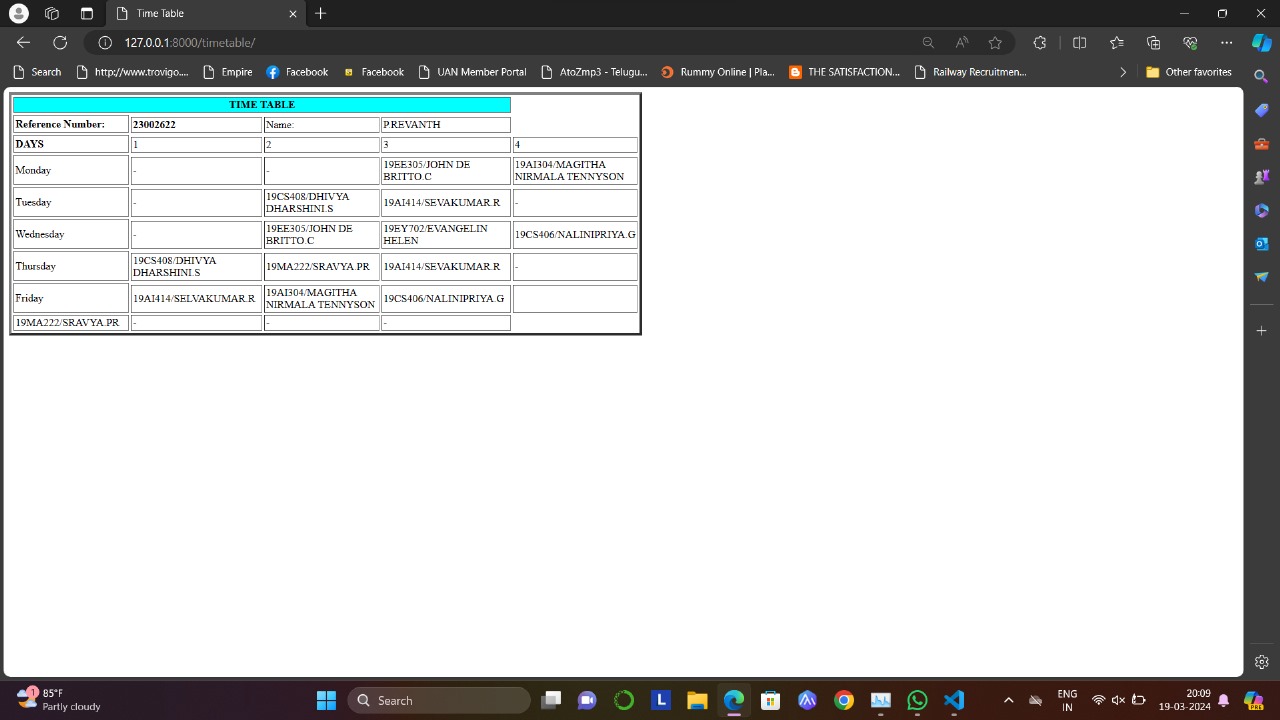 Time Table
127.0.0.1:8000/timetable/
Search http://www.trovigo.... Empire Facebook Facebook UAN Member Portal AtoZmp3 - Telugu... Rummy Online | Pla... THE SATISFACTION... Railway Recruitmen... Other favorites
TIME TABLE
Reference Number: 23002622 Name: P.REVANTH
DAYS 1 2 3 4
Monday - - 19EE305/JOHN DE BRITTO.C 19AI304/MAGITHA NIRMALA TENNYSON
Tuesday - 19CS408/DHIVYA DHARSHINI.S 19AI414/SEVAKUMAR.R -
Wednesday - 19EE305/JOHN DE BRITTO.C 19EY702/EVANGELIN HELEN 19CS406/NALINIPRIYA.G
Thursday 19CS408/DHIVYA DHARSHINI.S 19MA222/SRAVYA.PR 19AI414/SEVAKUMAR.R -
Friday 19AI414/SELVAKUMAR.R 19AI304/MAGITHA NIRMALA TENNYSON 19CS406/NALINIPRIYA.G
19MA222/SRAVYA.PR - - -
1
85°F
Partly cloudy
Search
L
ENG
IN
20:09
19-03-2024
PRE